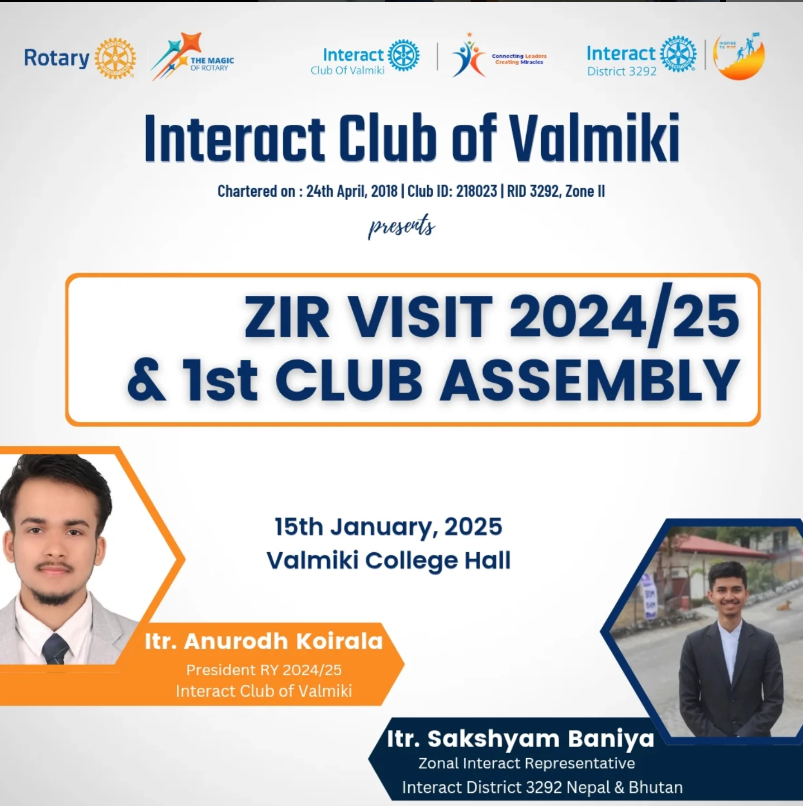 Rotary
THE MAGIC
OF ROTARY
Interact
Club Of Valmiki
Connecting Leaders
Creating Miracles
Interact
District 3292
Interact Club of Valmiki
Chartered on : 24th April, 2018 | Club ID: 218023 | RID 3292, Zone II
presents
ZIR VISIT 2024/25
& 1st CLUB ASSEMBLY
15th January, 2025
Valmiki College Hall
Itr. Anurodh Koirala
President RY 2024/25
Interact Club of Valmiki
Itr. Sakshyam Baniya
Zonal Interact Representative
Interact District 3292 Nepal & Bhutan